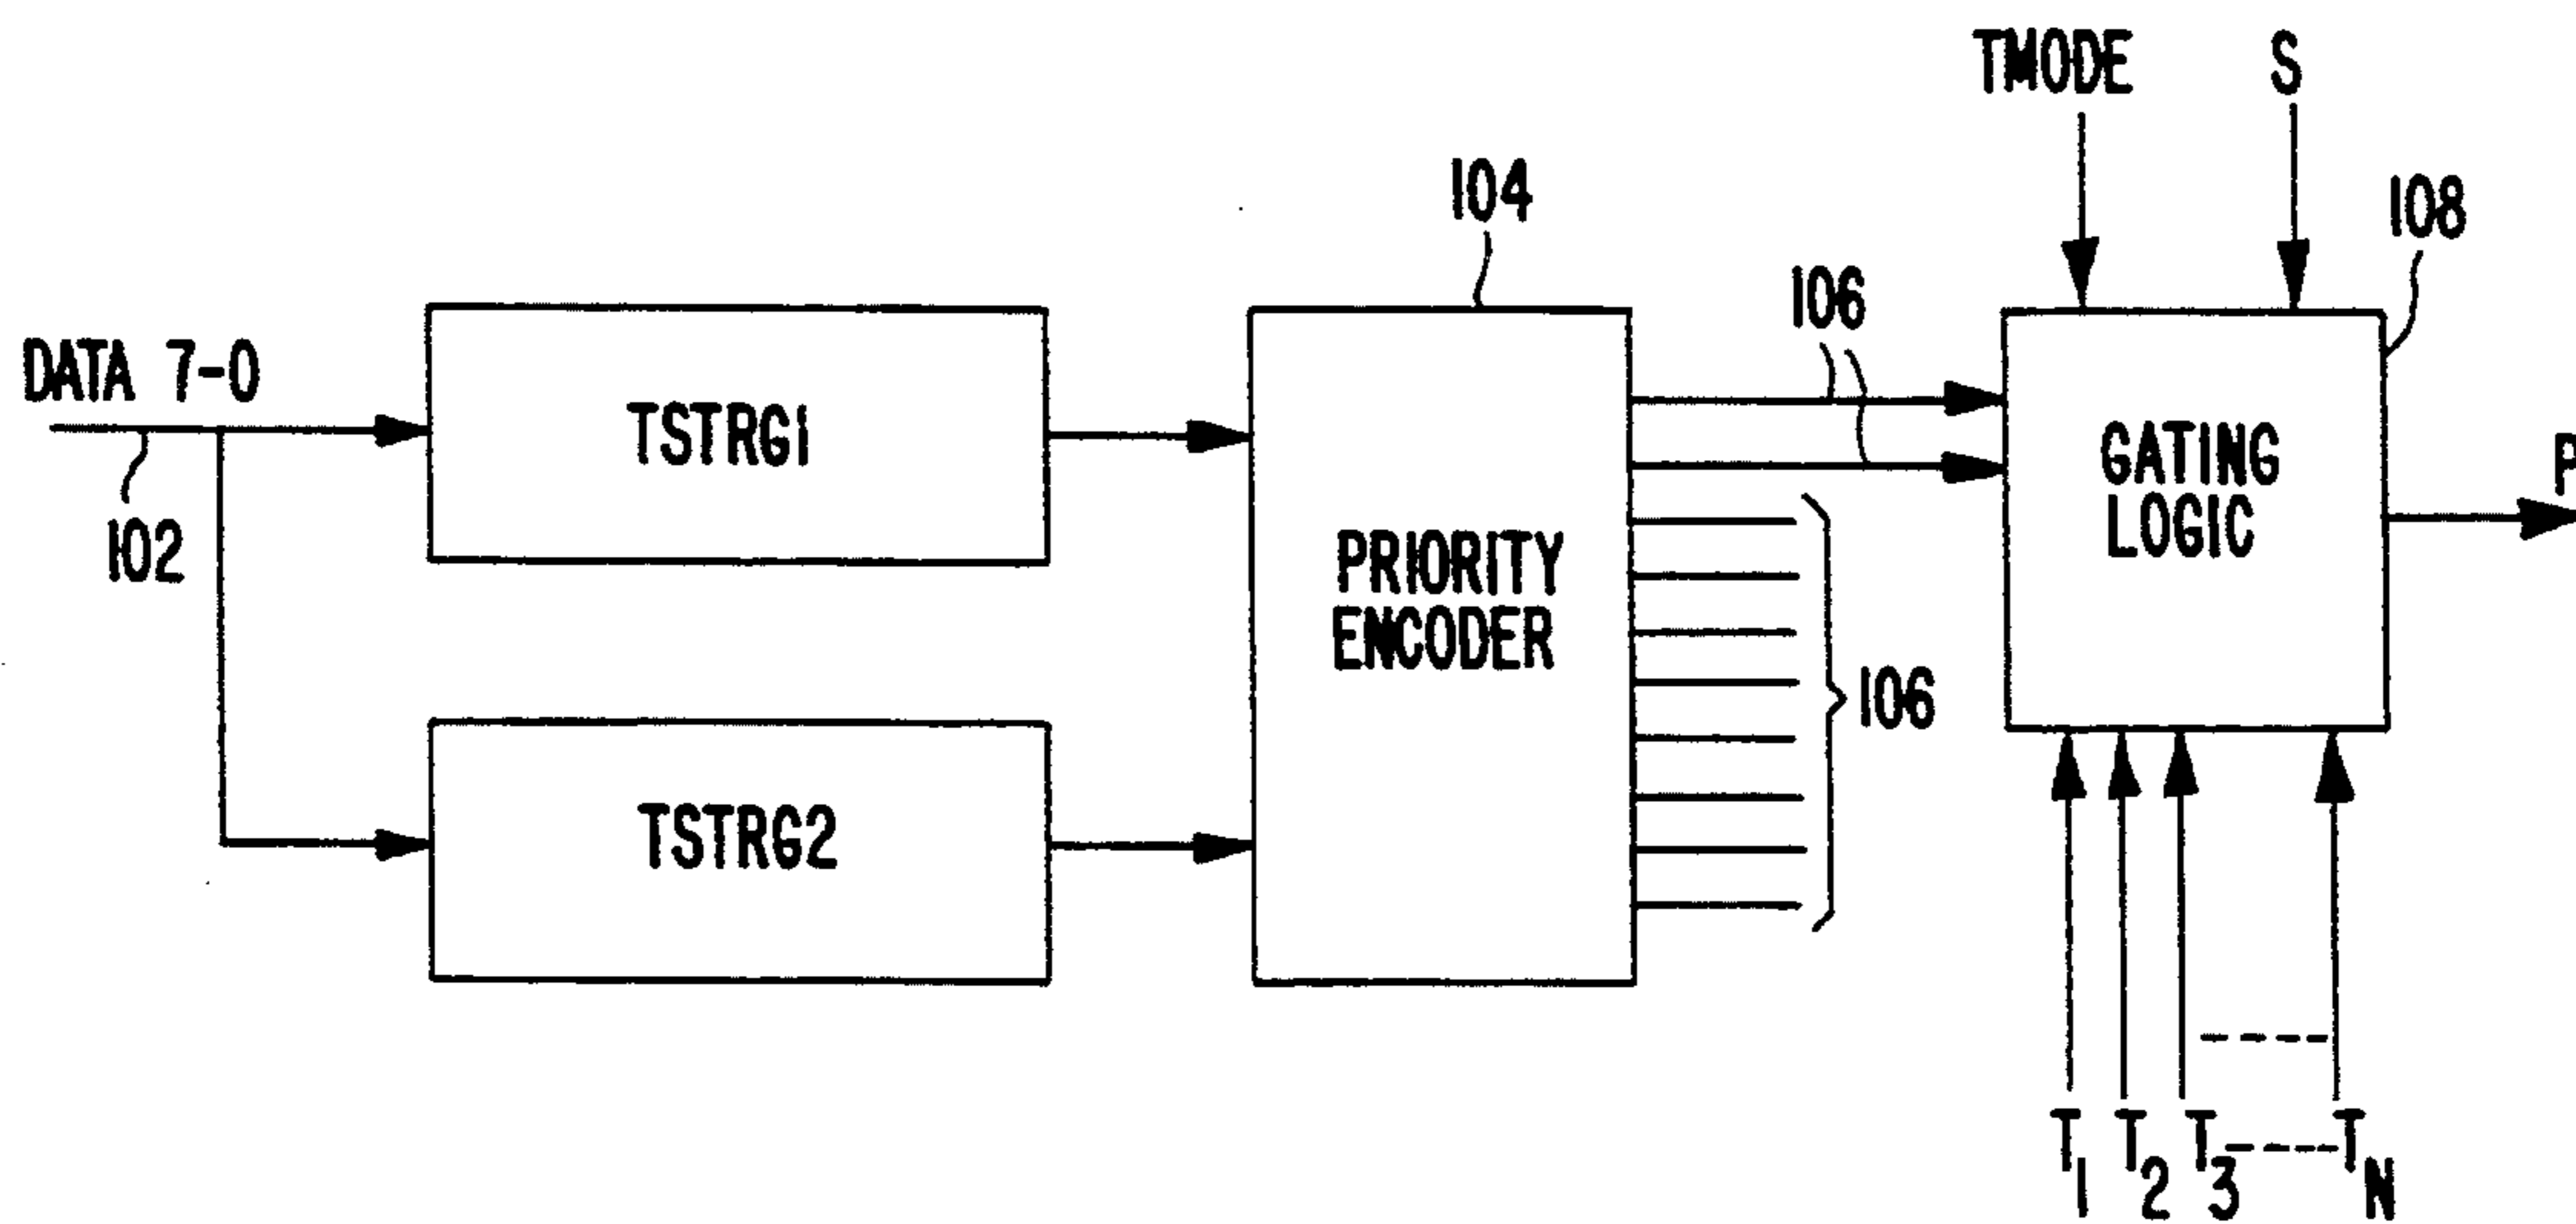 TMODE S
104
108
106
DATA 7-0
TSTRG1
102
PRIORITY
ENCODER
GATING
LOGIC
P
106
TSTRG2
T1 T2 T3-----TN